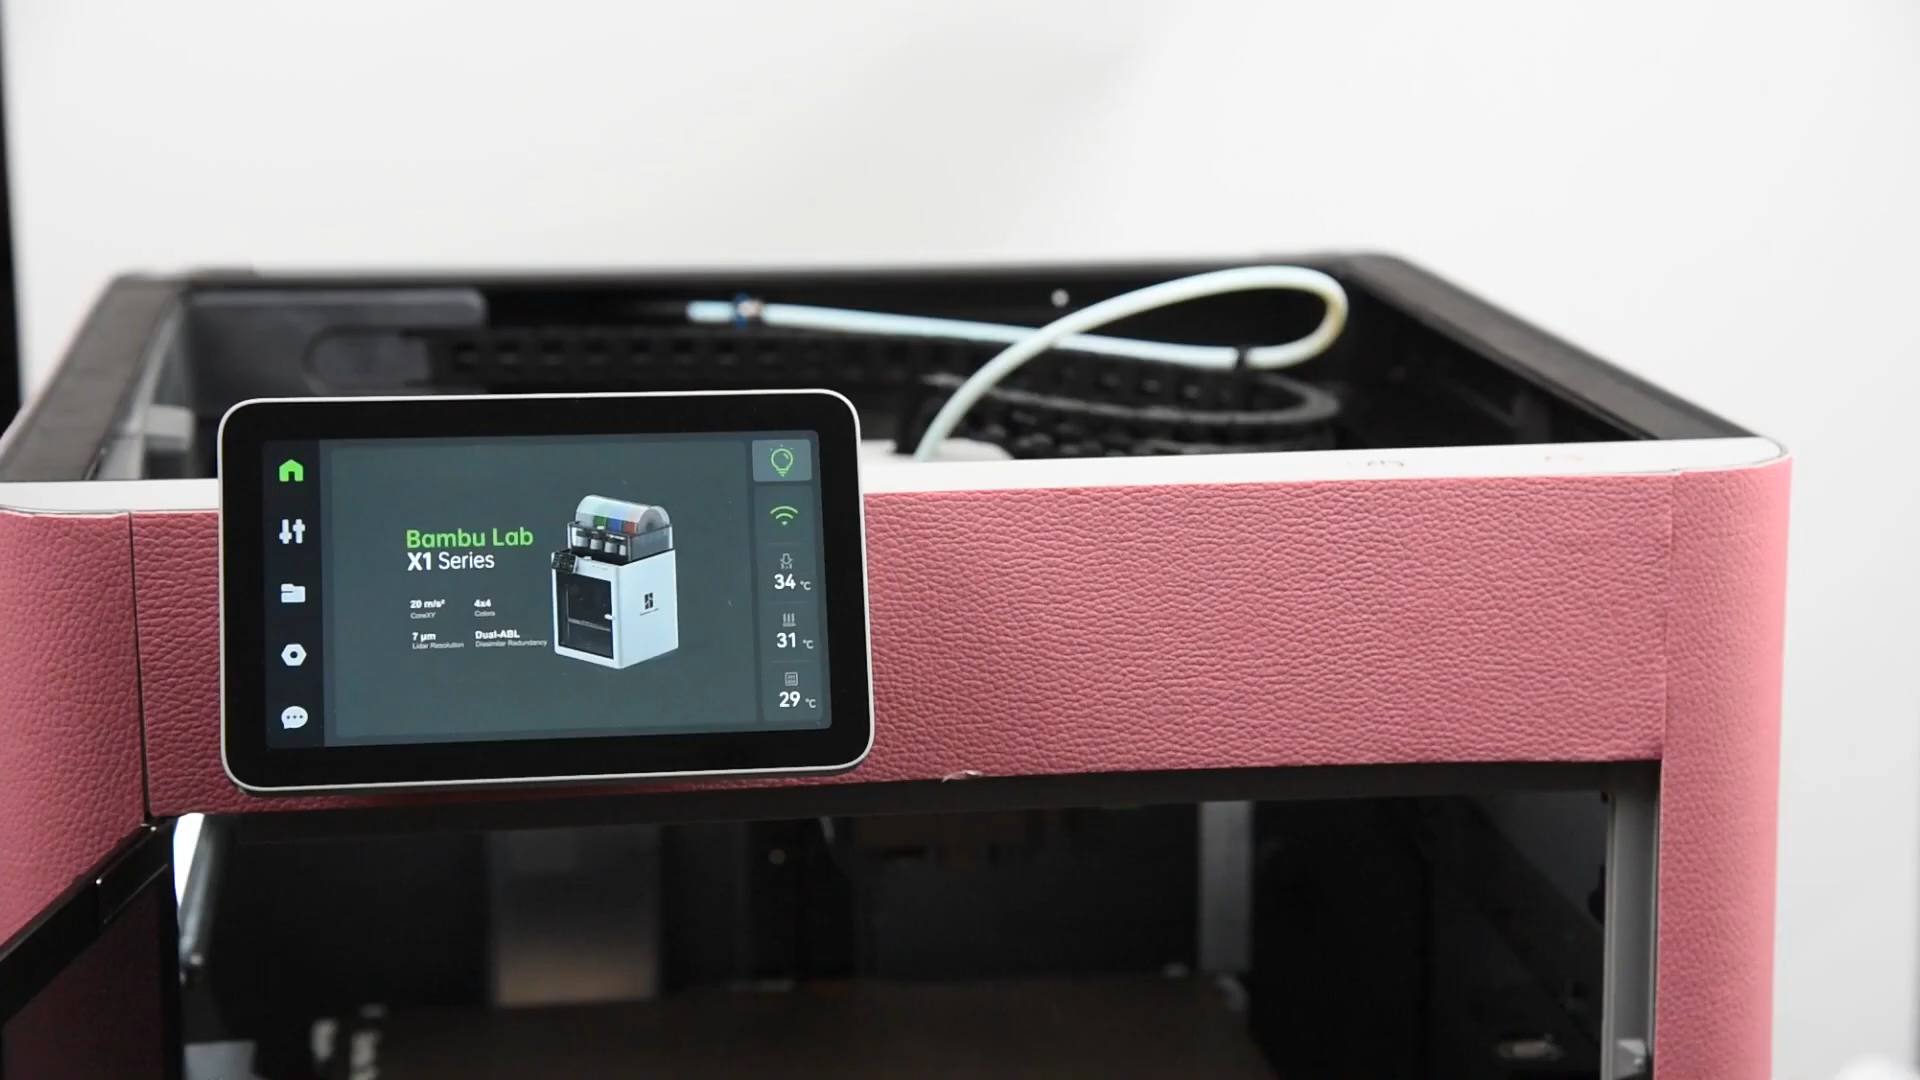 Bambu Lab
X1 Series
20 m/s² 4x4
CoreXY Colors
7 μm Dual-ABL
Lidar Resolution Dissimilar Redundancy
34 °C
31 °C
29 °C